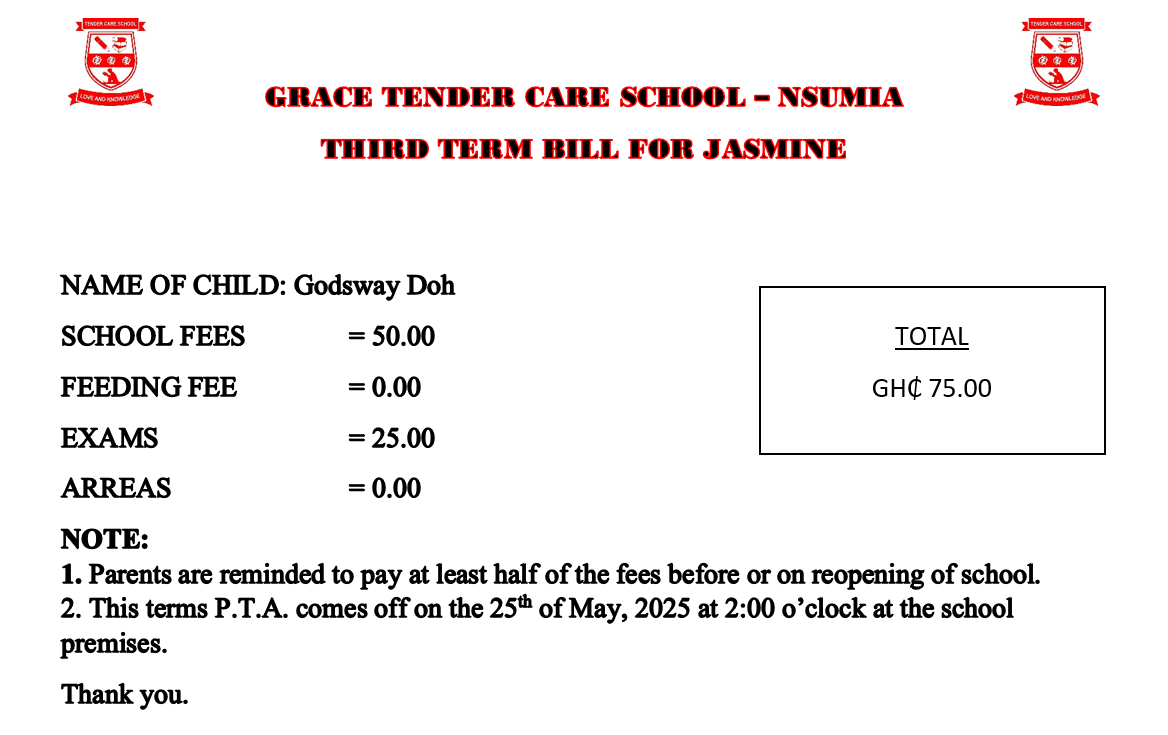 TENDER CARE SCHOOL
LOVE AND KNOWLEDGE
TENDER CARE SCHOOL
LOVE AND KNOWLEDGE
GRACE TENDER CARE SCHOOL – NSUMIA
THIRD TERM BILL FOR JASMINE
NAME OF CHILD: Godsway Doh
SCHOOL FEES = 50.00
FEEDING FEE = 0.00
EXAMS = 25.00
ARREAS = 0.00
TOTAL
GH₵ 75.00
NOTE:
1. Parents are reminded to pay at least half of the fees before or on reopening of school.
2. This terms P.T.A. comes off on the 25th of May, 2025 at 2:00 o’clock at the school
premises.
Thank you.